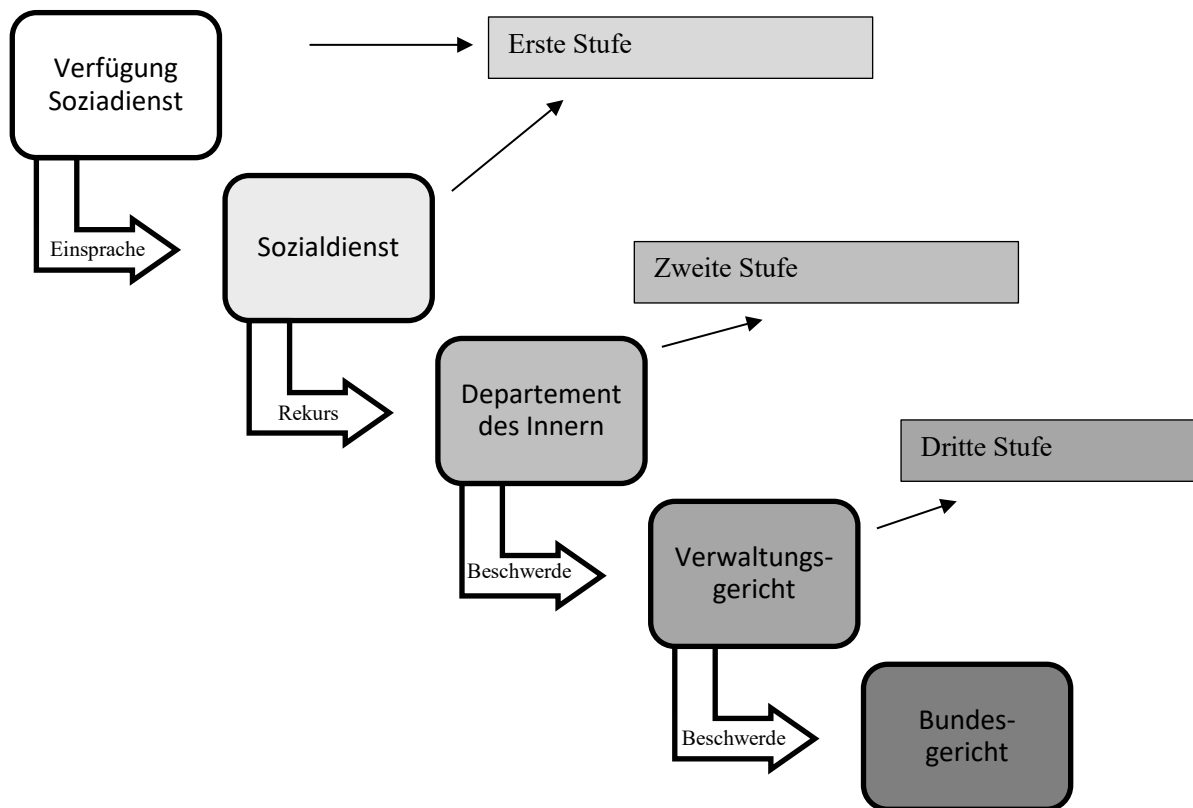 Erste Stufe
Verfügung
Soziadienst
Einsprache
Sozialdienst
Zweite Stufe
Rekurs
Departement
des Innern
Dritte Stufe
Beschwerde
Verwaltungs-
gericht
Beschwerde
Bundes-
gericht